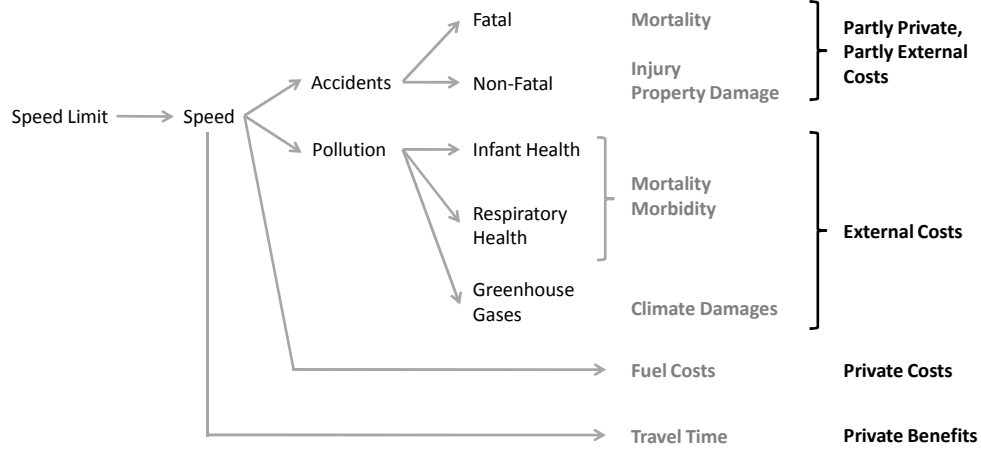 Fatal
Mortality
Partly Private,
Partly External
Costs
Accidents
Non-Fatal
Injury
Property Damage
Speed Limit
Speed
Pollution
Infant Health
Mortality
Morbidity
Respiratory
Health
External Costs
Greenhouse
Gases
Climate Damages
Fuel Costs
Private Costs
Travel Time
Private Benefits